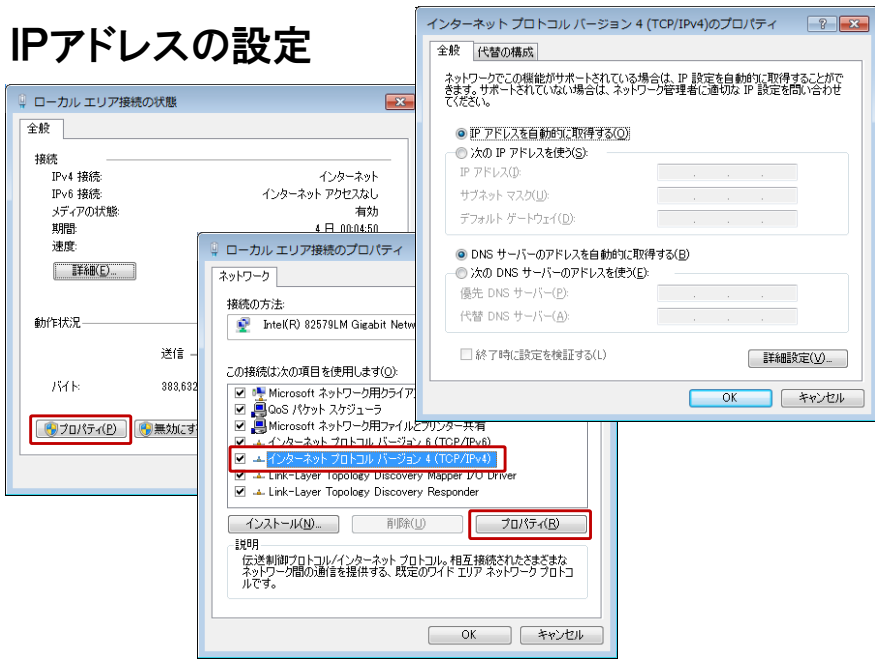 IPアドレスの設定
ローカル エリア接続の状態
全般
接続
IPv4 接続: インターネット
IPv6 接続: インターネット アクセスなし
メディアの状態: 有効
期間: 4 日 00:04:50
速度:
詳細(E)...
動作状況
送信
バイト: 383,632
プロパティ(P) 無効にす
ローカル エリア接続のプロパティ
ネットワーク
接続の方法:
Intel(R) 82579LM Gigabit Netw
この接続は次の項目を使用します(O):
Microsoft ネットワーク用クライア
QoS パケット スケジューラ
Microsoft ネットワーク用ファイルとプリンター共有
インターネット プロトコル バージョン 6 (TCP/IPv6)
インターネット プロトコル バージョン 4 (TCP/IPv4)
Link-Layer Topology Discovery Mapper I/O Driver
Link-Layer Topology Discovery Responder
インストール(N)... 削除(U) プロパティ(R)
説明
伝送制御プロトコル/インターネット プロトコル。相互接続されたさまざまな
ネットワーク間の通信を提供する、既定のワイド エリア ネットワーク プロトコ
ルです。
OK キャンセル
インターネット プロトコル バージョン 4 (TCP/IPv4)のプロパティ
全般 代替の構成
ネットワークでこの機能がサポートされている場合は、IP 設定を自動的に取得することがで
きます。サポートされていない場合は、ネットワーク管理者に適切な IP 設定を問い合わせ
てください。
IP アドレスを自動的に取得する(O)
次の IP アドレスを使う(S):
IP アドレス(I):
サブネット マスク(U):
デフォルト ゲートウェイ(D):
DNS サーバーのアドレスを自動的に取得する(B)
次の DNS サーバーのアドレスを使う(E):
優先 DNS サーバー(P):
代替 DNS サーバー(A):
終了時に設定を検証する(L)
詳細設定(V)...
OK キャンセル